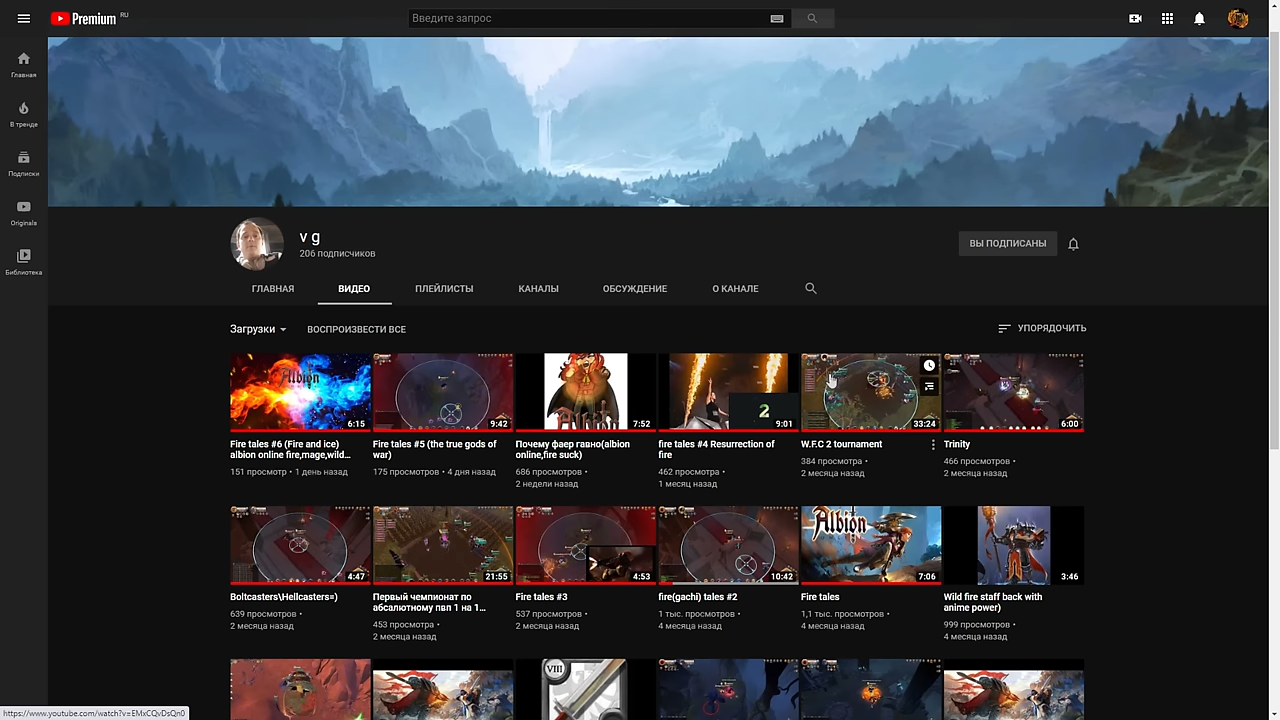 Premium RU
Введите запрос
Главная
В тренде
Подписки
Originals
Библиотека
v g
206 подписчиков
ВЫ ПОДПИСАНЫ
ГЛАВНАЯ
ВИДЕО
ПЛЕЙЛИСТЫ
КАНАЛЫ
ОБСУЖДЕНИЕ
О КАНАЛЕ
Загрузки
ВОСПРОИЗВЕСТИ ВСЕ
УПОРЯДОЧИТЬ
Albion
6:15
9:42
Albion
7:52
2
9:01
33:24
6:00
Fire tales #6 (Fire and ice)
albion online fire,mage,wild...
151 просмотр • 1 день назад
Fire tales #5 (the true gods of
war)
175 просмотров • 4 дня назад
Почему фаер гавно(albion
online,fire suck)
686 просмотров •
2 недели назад
fire tales #4 Resurrection of
fire
462 просмотра •
1 месяц назад
W.F.C 2 tournament
384 просмотра •
2 месяца назад
Trinity
466 просмотров •
2 месяца назад
4:47
21:55
4:53
10:42
Albion
7:06
3:46
Boltcasters\Hellcasters=)
639 просмотров •
2 месяца назад
Первый чемпионат по
абсалютному пвп 1 на 1...
453 просмотра •
2 месяца назад
Fire tales #3
537 просмотров •
2 месяца назад
fire(gachi) tales #2
1 тыс. просмотров •
4 месяца назад
Fire tales
1,1 тыс. просмотров •
4 месяца назад
Wild fire staff back with
anime power)
999 просмотров •
4 месяца назад
VIII
https://www.youtube.com/watch?v=EMxCQvDsQn0